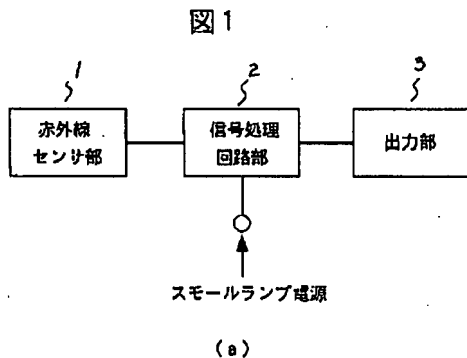 図1
1
2
3
赤外線
センサ部
信号処理
回路部
出力部
スモールランプ電源
(a)